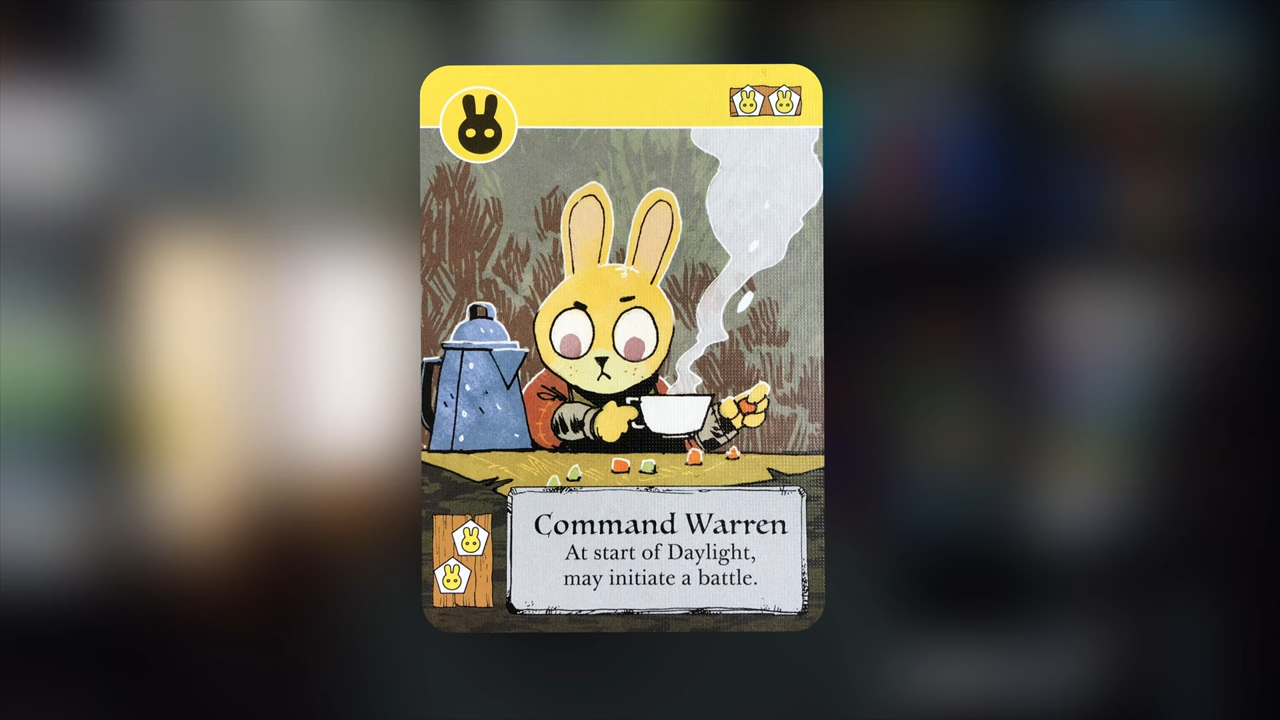 Command Warren
At start of Daylight,
may initiate a battle.